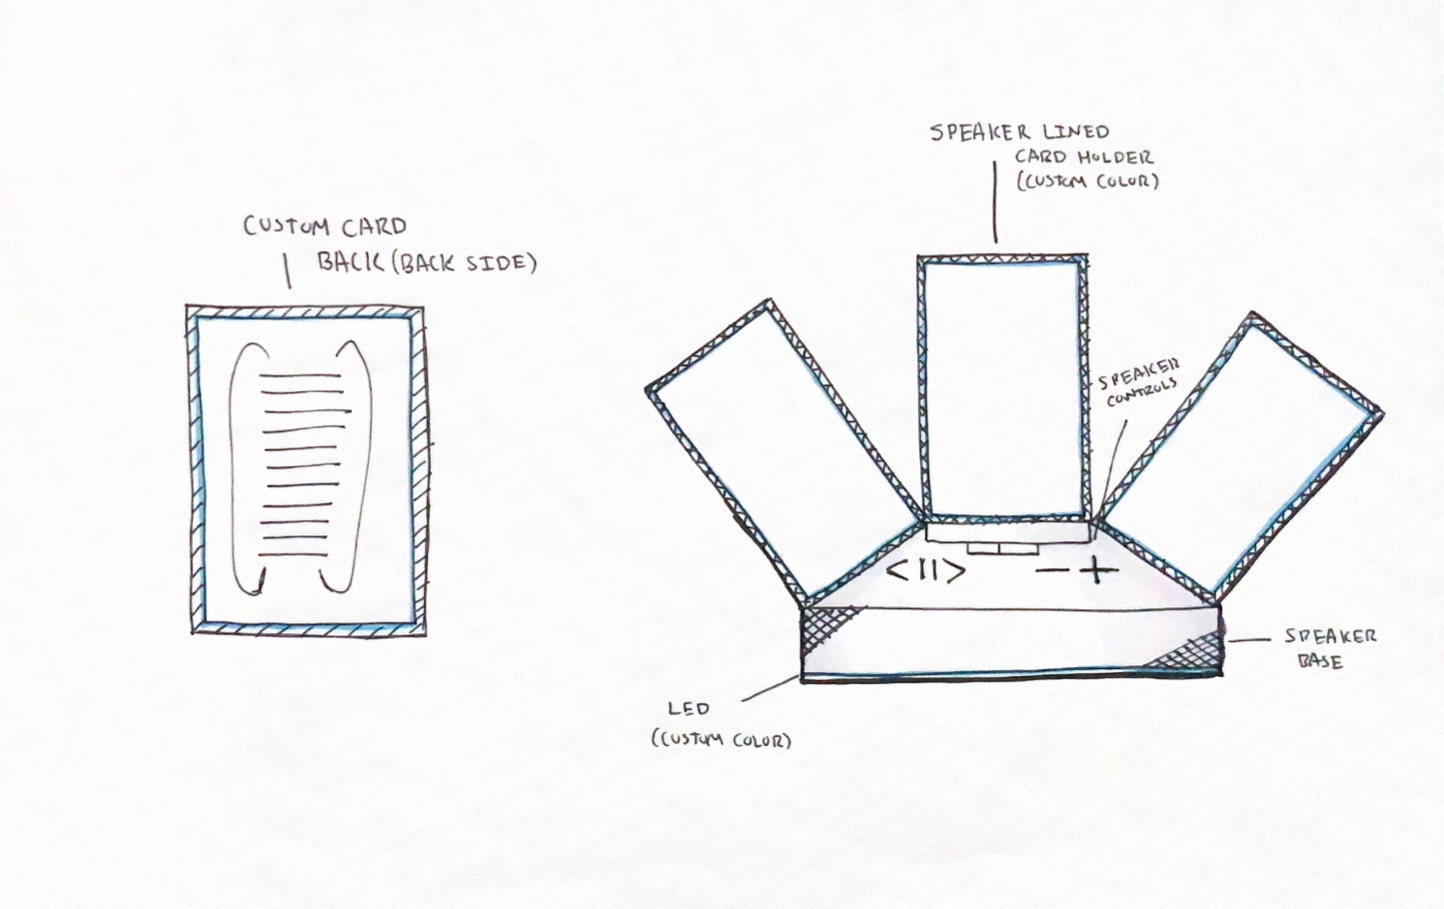 CUSTOM CARD
BACK (BACK SIDE)
SPEAKER LINED
CARD HOLDER
(CUSTOM COLOR)
SPEAKER
CONTROLS
< II >
- +
SPEAKER
BASE
LED
(CUSTOM COLOR)